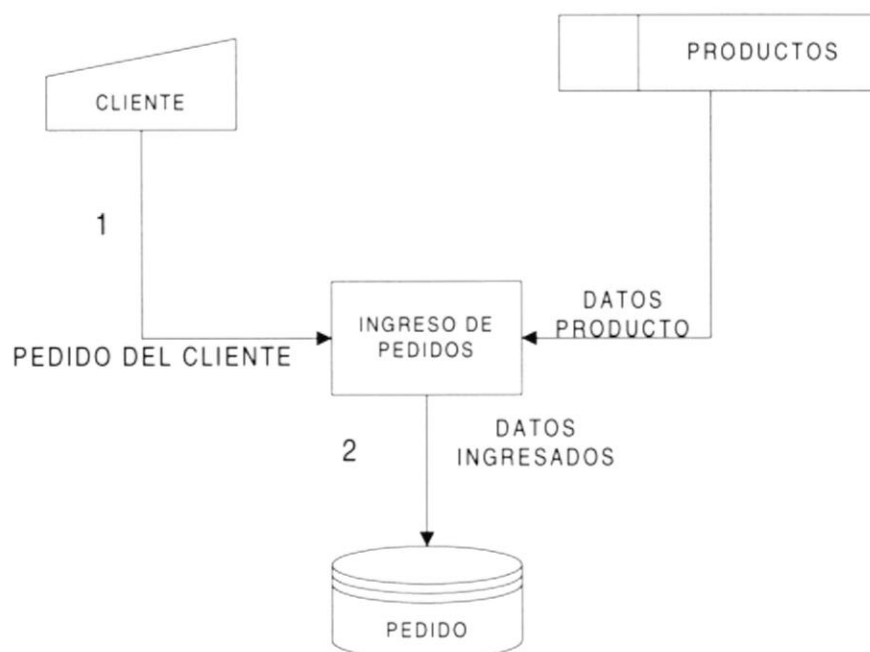 PRODUCTOS
CLIENTE
1
INGRESO DE
PEDIDOS
DATOS
PRODUCTO
PEDIDO DEL CLIENTE
2
DATOS
INGRESADOS
PEDIDO